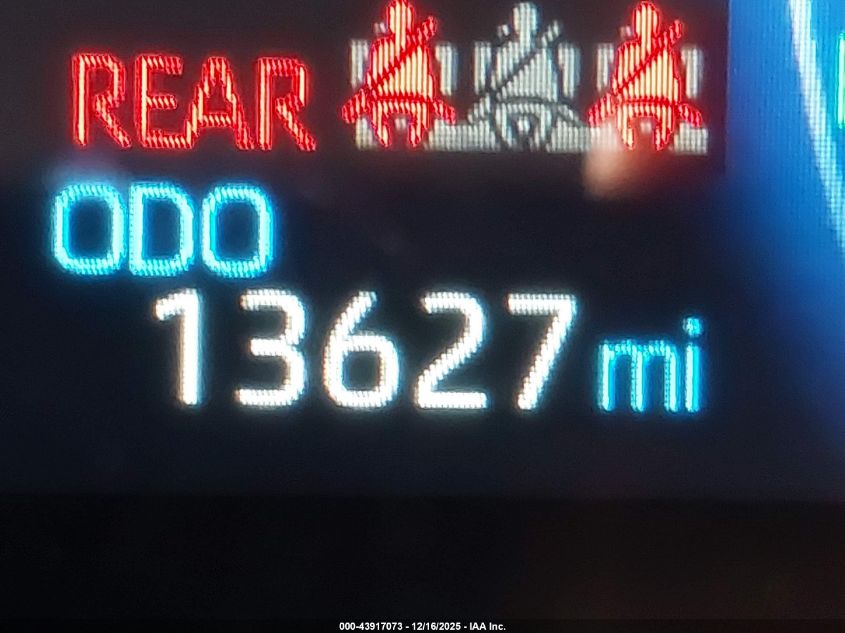 REAR
ODO
13627 mi
000-43917073 - 12/16/2025 - IAA Inc.